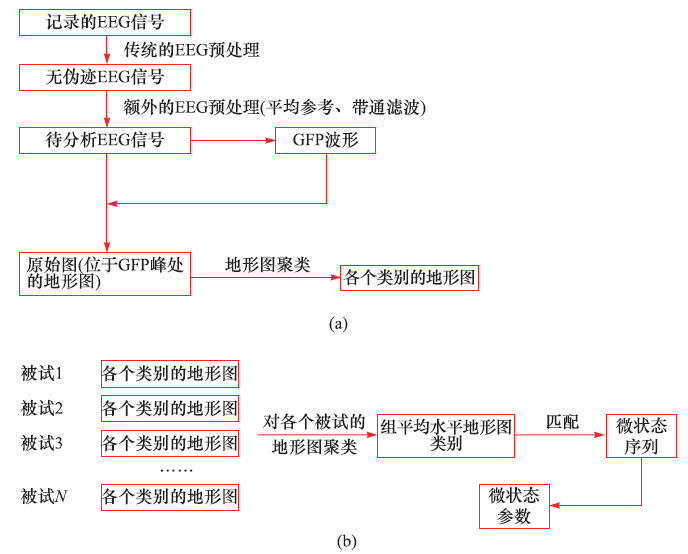 记录的EEG信号
传统的EEG预处理
无伪迹EEG信号
额外的EEG预处理(平均参考、带通滤波)
待分析EEG信号
GFP波形
原始图(位于GFP峰处
的地形图)
地形图聚类
各个类别的地形图
(a)
被试1
各个类别的地形图
被试2
各个类别的地形图
被试3
各个类别的地形图
……
被试N
各个类别的地形图
对各个被试的
地形图聚类
组平均水平地形图
类别
匹配
微状态
序列
微状态
参数
(b)